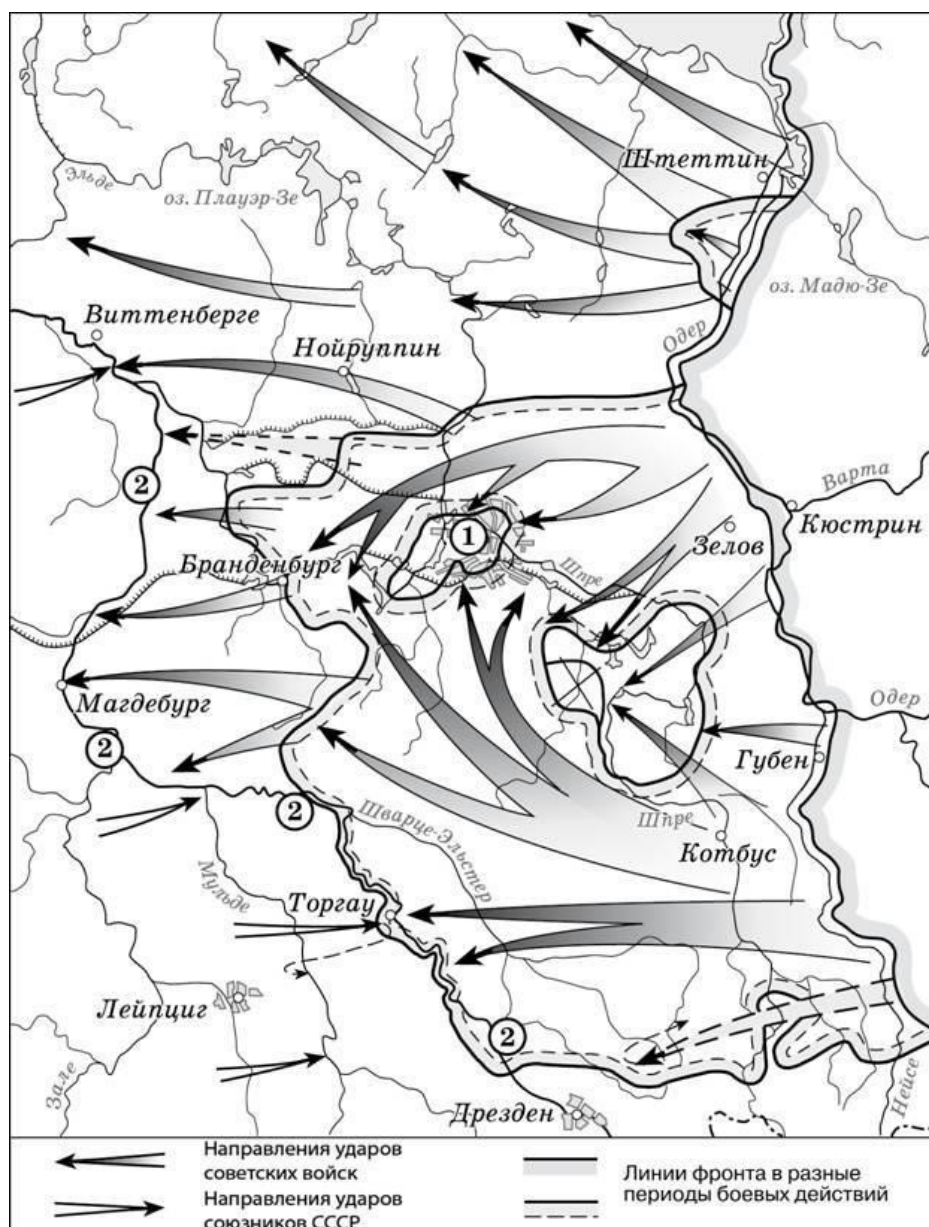 Штеттин
Эльде
оз. Плауэр-Зе
оз. Мадю-Зе
Виттенберге
Одер
Нойруппин
2
Варта
Кюстрин
1
Зелов
Бранденбург
Шпре
Магдебург
Одер
2
Губен
2
Шварце-Эльстер
Шпре
Котбус
Мульде
Торгау
Лейпциг
2
Зале
Дрезден
Нейсе
Направления ударов
советских войск
Направления ударов
союзников СССР
Линии фронта в разные
периоды боевых действий